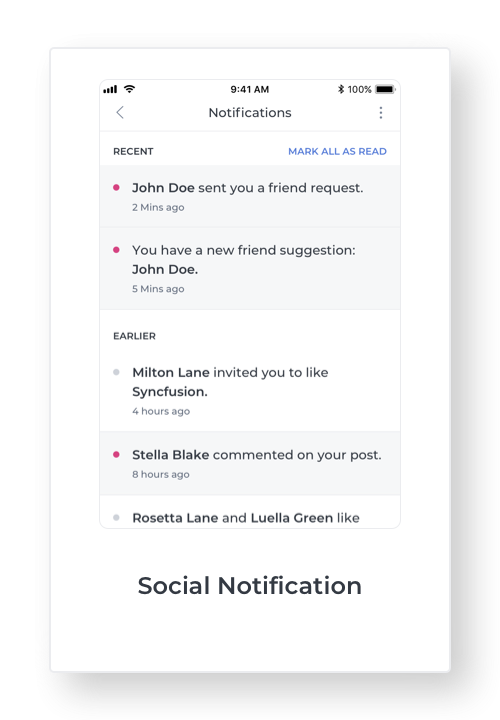 9:41 AM 100%
Notifications
RECENT MARK ALL AS READ
John Doe sent you a friend request.
2 Mins ago
You have a new friend suggestion:
John Doe.
5 Mins ago
EARLIER
Milton Lane invited you to like
Syncfusion.
4 hours ago
Stella Blake commented on your post.
8 hours ago
Rosetta Lane and Luella Green like
Social Notification